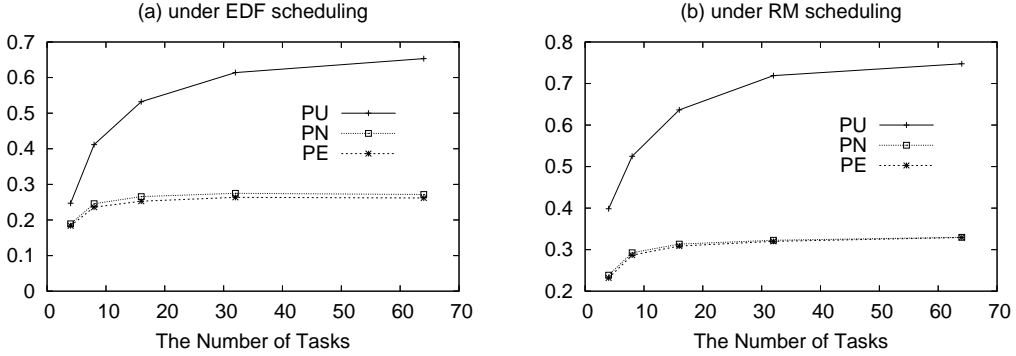 (a) under EDF scheduling
0.7
0.6
0.5
0.4
0.3
0.2
0.1
0
PU
PN
PE
0 10 20 30 40 50 60 70
The Number of Tasks
(b) under RM scheduling
0.8
0.7
0.6
0.5
0.4
0.3
0.2
PU
PN
PE
0 10 20 30 40 50 60 70
The Number of Tasks